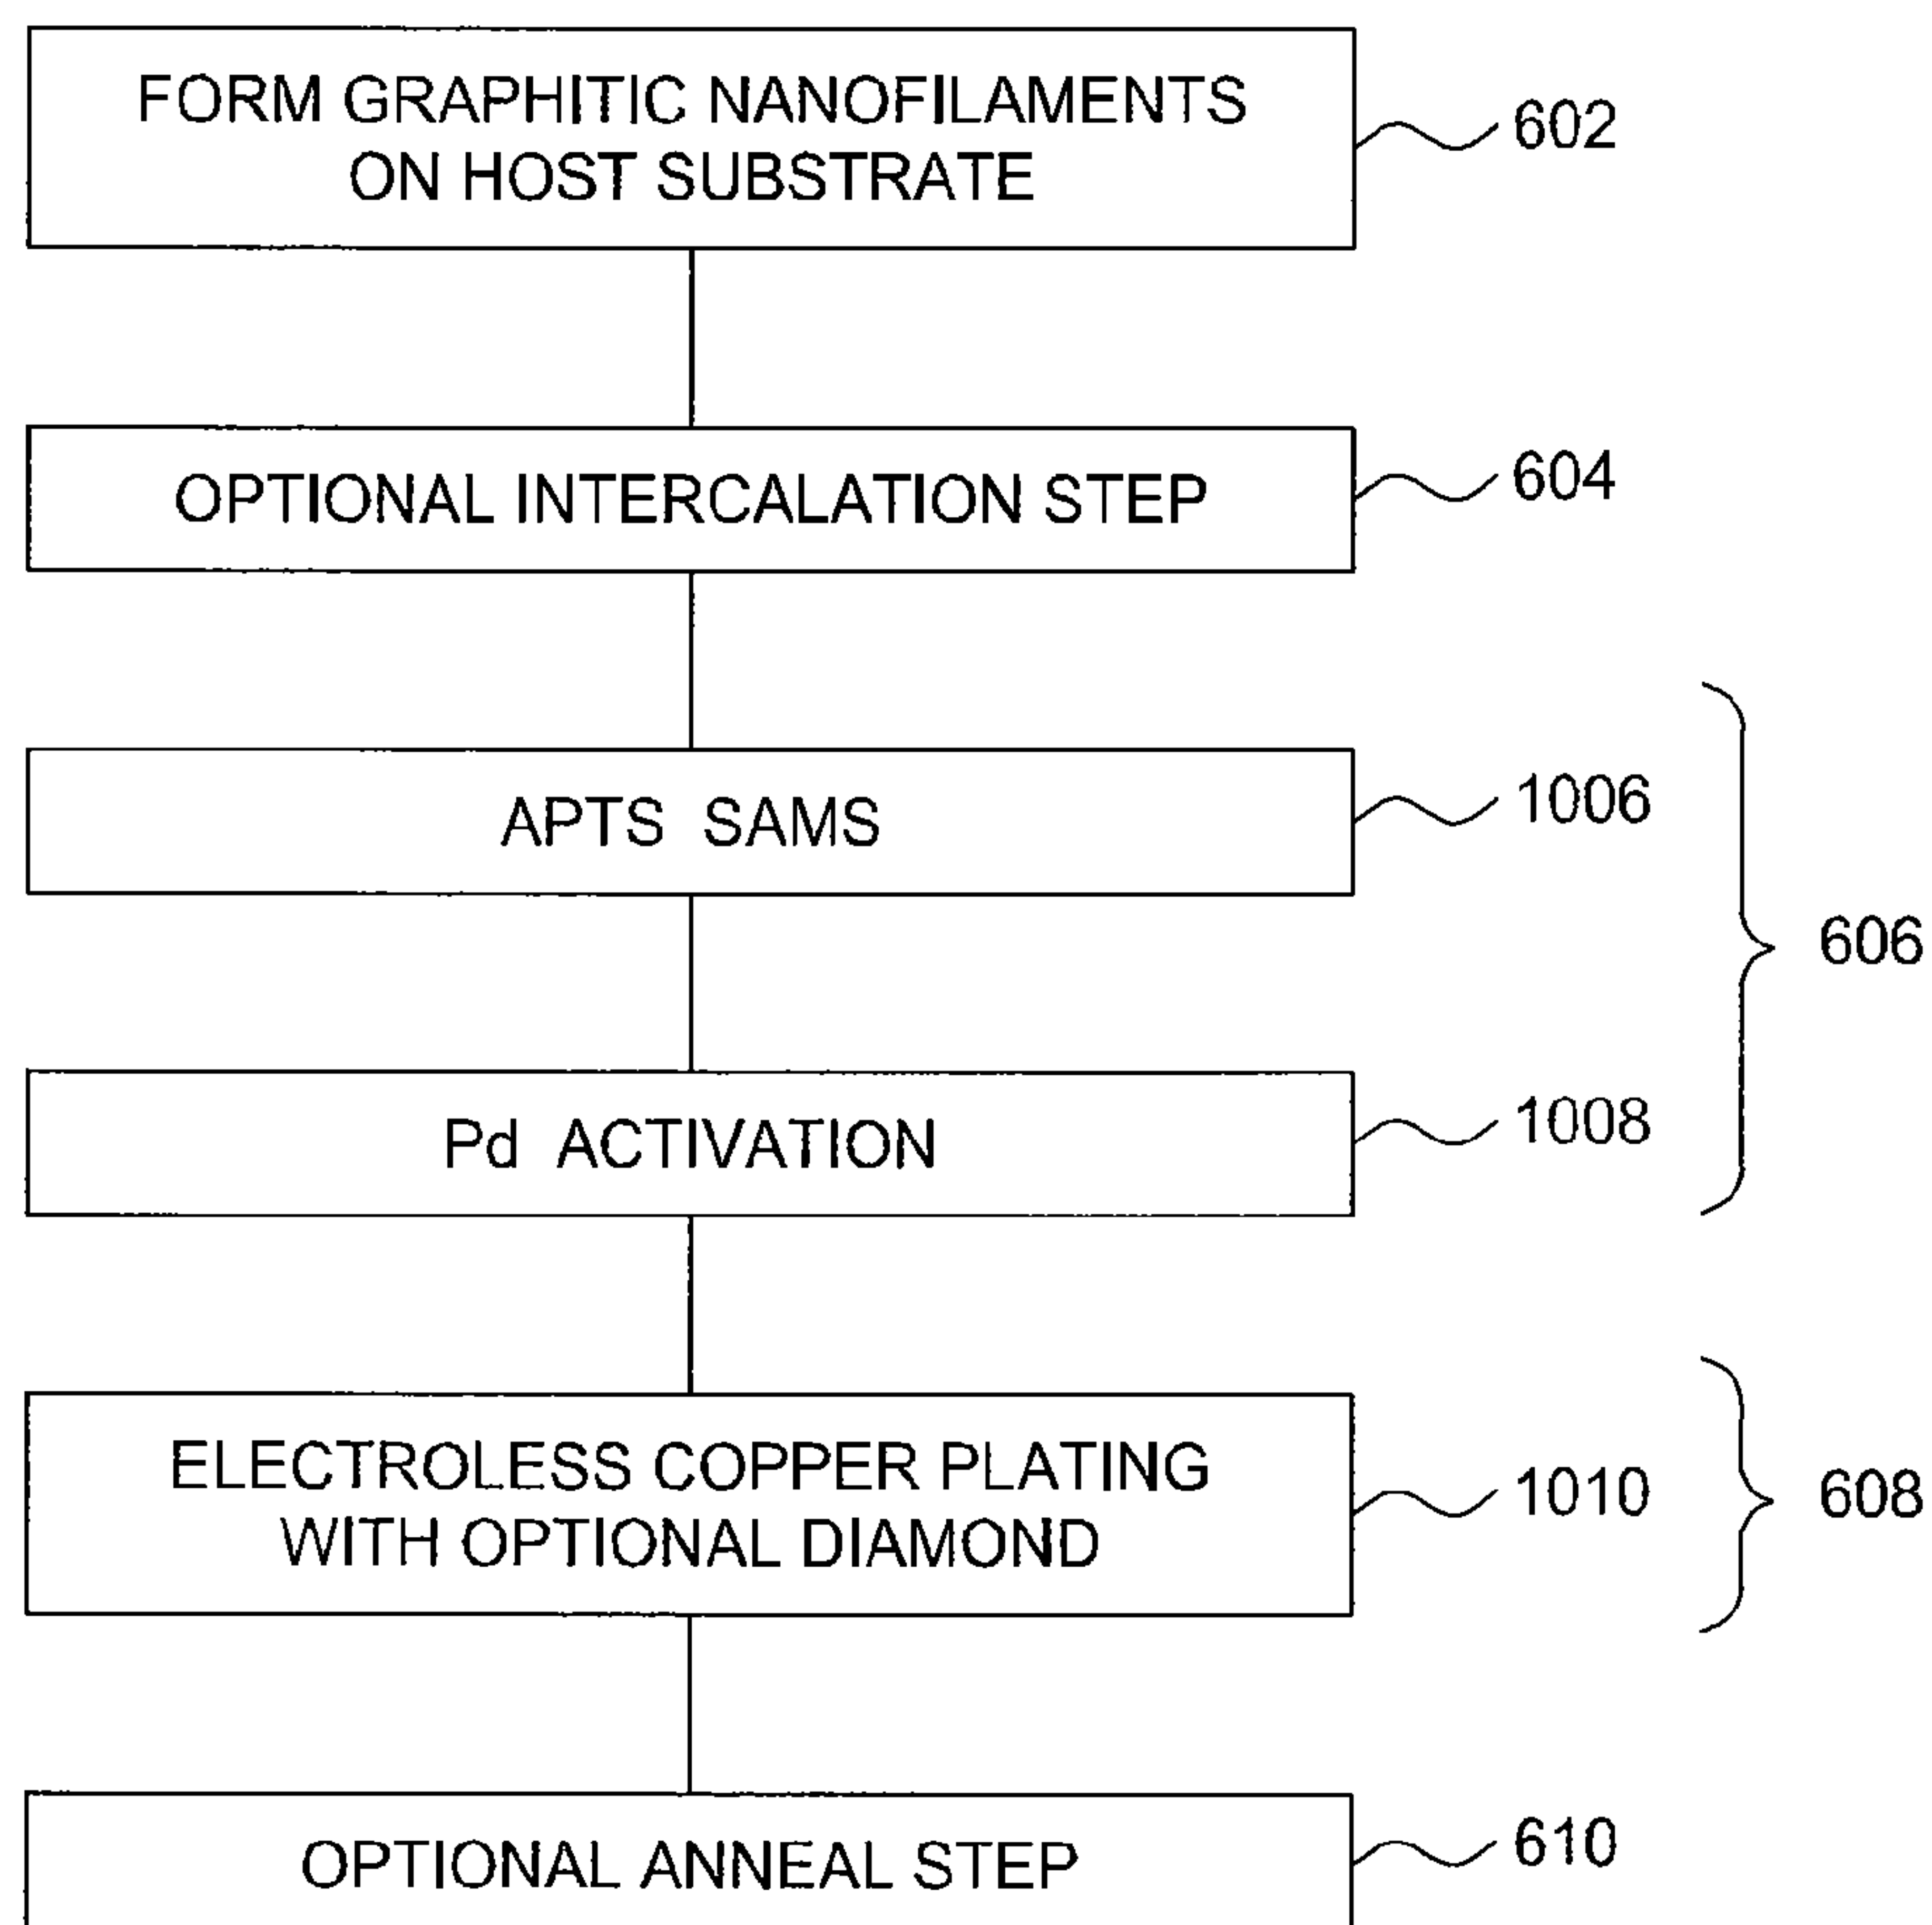 FORM GRAPHITIC NANOFILAMENTS
ON HOST SUBSTRATE
602
OPTIONAL INTERCALATION STEP
604
APTS SAMS
1006
606
Pd ACTIVATION
1008
ELECTROLESS COPPER PLATING
WITH OPTIONAL DIAMOND
1010
608
OPTIONAL ANNEAL STEP
610